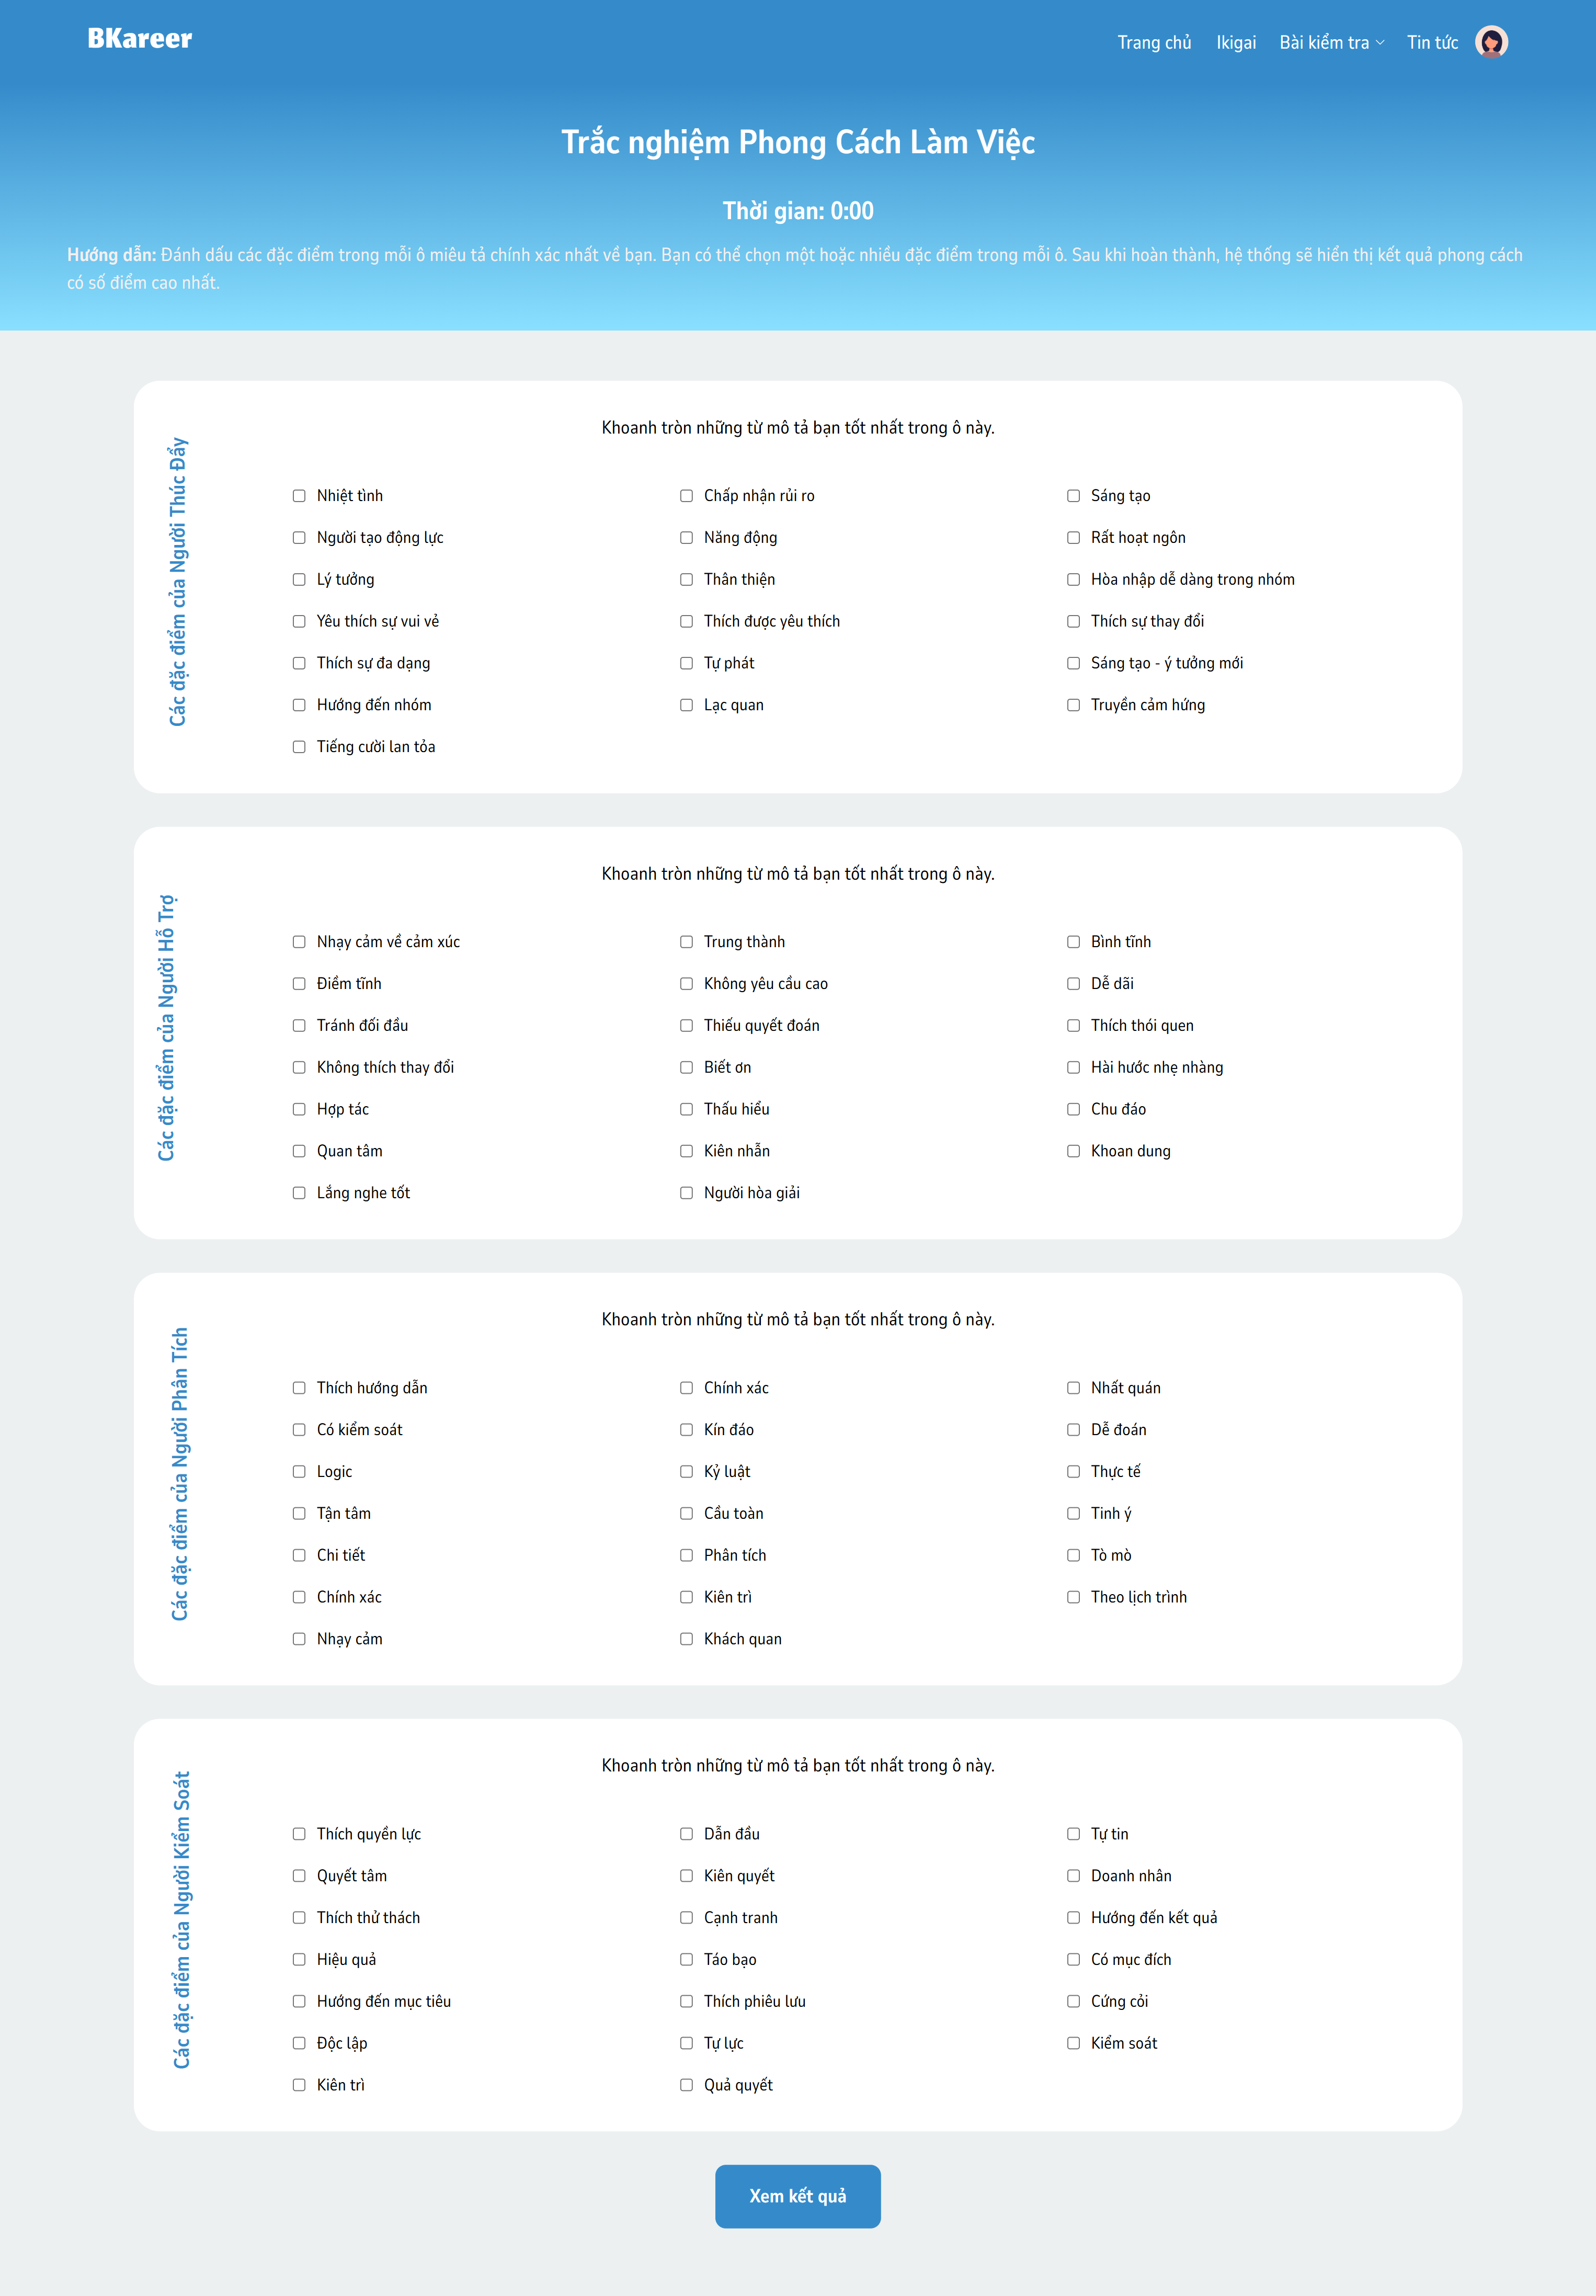 BKareer
Trang chủ Ikigai Bài kiểm tra Tin tức
Trắc nghiệm Phong Cách Làm Việc
Thời gian: 0:00
Hướng dẫn: Đánh dấu các đặc điểm trong mỗi ô miêu tả chính xác nhất về bạn. Bạn có thể chọn một hoặc nhiều đặc điểm trong mỗi ô. Sau khi hoàn thành, hệ thống sẽ hiển thị kết quả phong cách
có số điểm cao nhất.
Các đặc điểm của Người Thúc Đẩy
Khoanh tròn những từ mô tả bạn tốt nhất trong ô này.
Nhiệt tình Chấp nhận rủi ro Sáng tạo
Người tạo động lực Năng động Rất hoạt ngôn
Lý tưởng Thân thiện Hòa nhập dễ dàng trong nhóm
Yêu thích sự vui vẻ Thích được yêu thích Thích sự thay đổi
Thích sự đa dạng Tự phát Sáng tạo - ý tưởng mới
Hướng đến nhóm Lạc quan Truyền cảm hứng
Tiếng cười lan tỏa
Các đặc điểm của Người Hỗ Trợ
Khoanh tròn những từ mô tả bạn tốt nhất trong ô này.
Nhạy cảm về cảm xúc Trung thành Bình tĩnh
Điềm tĩnh Không yêu cầu cao Dễ dãi
Tránh đối đầu Thiếu quyết đoán Thích thói quen
Không thích thay đổi Biết ơn Hài hước nhẹ nhàng
Hợp tác Thấu hiểu Chu đáo
Quan tâm Kiên nhẫn Khoan dung
Lắng nghe tốt Người hòa giải
Các đặc điểm của Người Phân Tích
Khoanh tròn những từ mô tả bạn tốt nhất trong ô này.
Thích hướng dẫn Chính xác Nhất quán
Có kiểm soát Kín đáo Dễ đoán
Logic Kỷ luật Thực tế
Tận tâm Cầu toàn Tinh ý
Chi tiết Phân tích Tò mò
Chính xác Kiên trì Theo lịch trình
Nhạy cảm Khách quan
Các đặc điểm của Người Kiểm Soát
Khoanh tròn những từ mô tả bạn tốt nhất trong ô này.
Thích quyền lực Dẫn đầu Tự tin
Quyết tâm Kiên quyết Doanh nhân
Thích thử thách Cạnh tranh Hướng đến kết quả
Hiệu quả Táo bạo Có mục đích
Hướng đến mục tiêu Thích phiêu lưu Cứng cỏi
Độc lập Tự lực Kiểm soát
Kiên trì Quả quyết
Xem kết quả